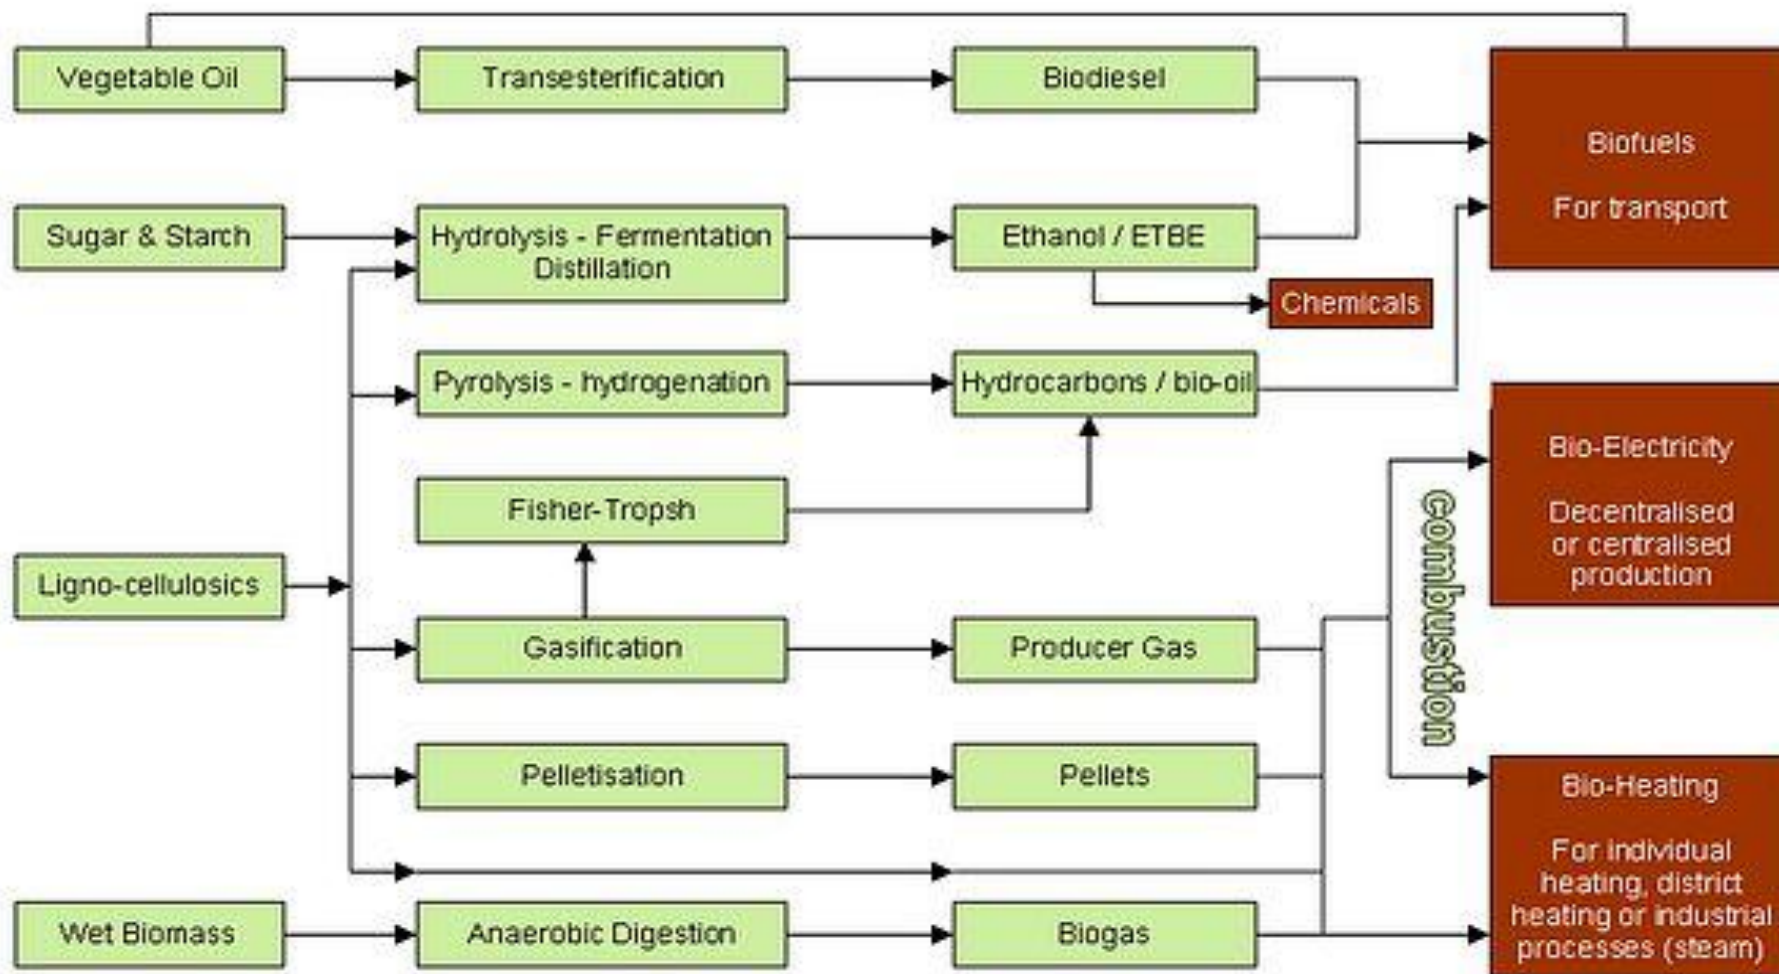 Vegetable Oil
Transesterification
Biodiesel
Biofuels
For transport
Sugar & Starch
Hydrolysis - Fermentation
Distillation
Ethanol / ETBE
Chemicals
Pyrolysis - hydrogenation
Hydrocarbons / bio-oil
Fisher-Tropsh
Bio-Electricity
Decentralised
or centralised
production
combustion
Ligno-cellulosics
Gasification
Producer Gas
Pelletisation
Pellets
Bio-Heating
For individual
heating, district
heating or industrial
processes (steam)
Wet Biomass
Anaerobic Digestion
Biogas